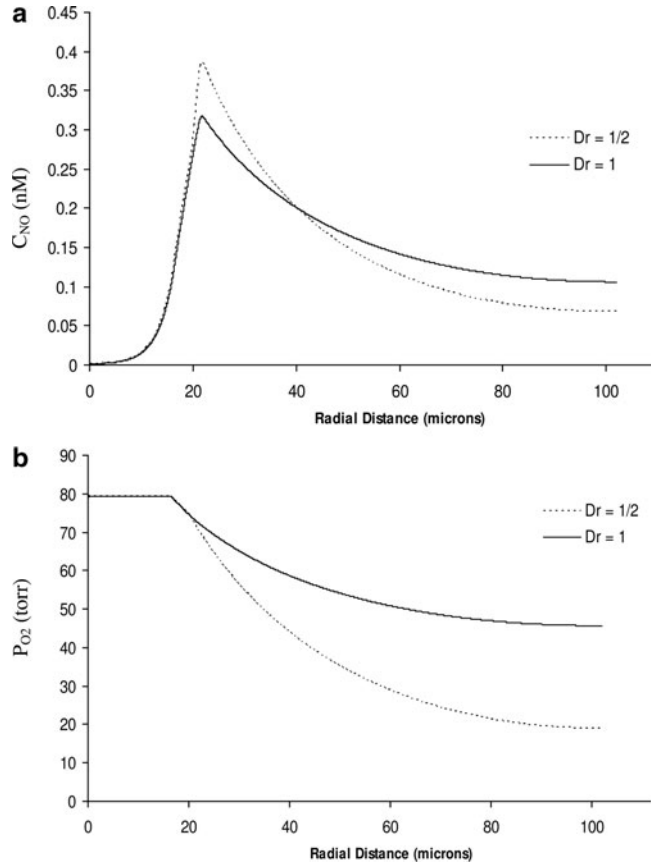 a
0.45
0.4
0.35
0.3
0.25
0.2
0.15
0.1
0.05
0
C_NO (nM)
Dr = 1/2
Dr = 1
0 20 40 60 80 100
Radial Distance (microns)
b
90
80
70
60
50
40
30
20
10
0
P_O2 (torr)
Dr = 1/2
Dr = 1
0 20 40 60 80 100
Radial Distance (microns)